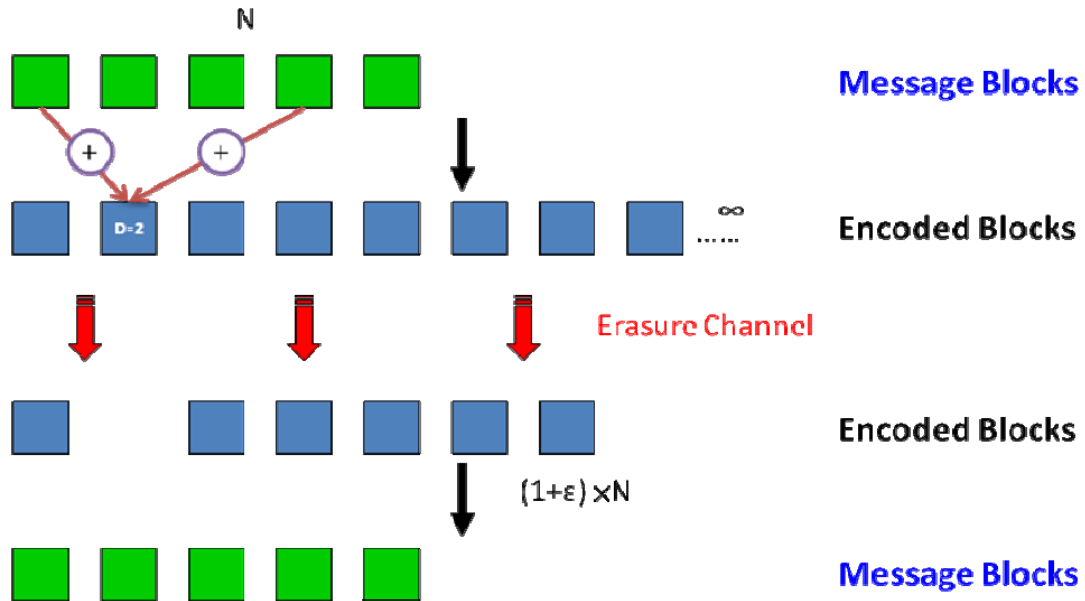 N
Message Blocks
+ +
D=2
∞
......
Encoded Blocks
Erasure Channel
Encoded Blocks
(1+ε)×N
Message Blocks